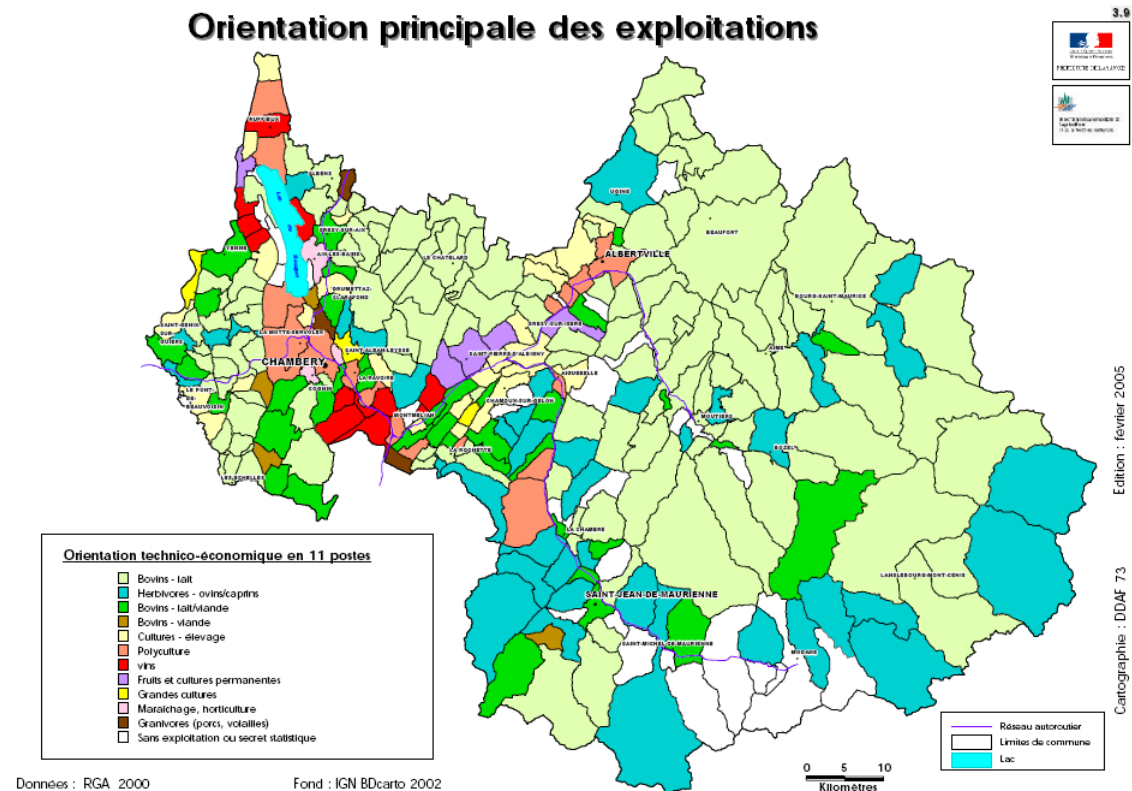 Orientation principale des exploitations
3.9
PREFECTURE DE LA SAVOIE
RUFFIEUX
ALBENS
UGINE
BEAUFORT
GRESY-SUR-AIX
LE CHATELARD
YENNE
AIX-LES-BAINS
ALBERTVILLE
DRUMETTAZ-
CLARAFOND
BOURG-SAINT-MAURICE
SAINT-GENIX-
SUR-
GUIERS
LA MOTTE-SERVOLEX
GRESY-SUR-ISERE
SAINT-ALBAN-LEYSSE
SAINT-PIERRE-D'ALBIGNY
AIME
CHAMBERY
AIGUEBELLE
LA RAVOIRE
COGNIN
LE PONT-
DE-
BEAUVOISIN
CHAMOUX-SUR-GELON
MONTMELIAN
MOUTIERS
BOZEL
LA ROCHETTE
LES ECHELLES
LA CHAMBRE
LANSLEBOURG-MONT-CENIS
SAINT-JEAN-DE-MAURIENNE
SAINT-MICHEL-DE-MAURIENNE
MODANE
Edition : février 2005
Cartographie : DDAF 73
Orientation technico-économique en 11 postes
Bovins - lait
Herbivores - ovins/caprins
Bovins - lait/viande
Bovins - viande
Cultures - élevage
Polyculture
vins
Fruits et cultures permanentes
Grandes cultures
Maraîchage, horticulture
Granivores (porcs, volailles)
Sans exploitation ou secret statistique
Réseau autoroutier
Limites de commune
Lac
0 5 10
Kilomètres
Données : RGA 2000
Fond : IGN BDcarto 2002